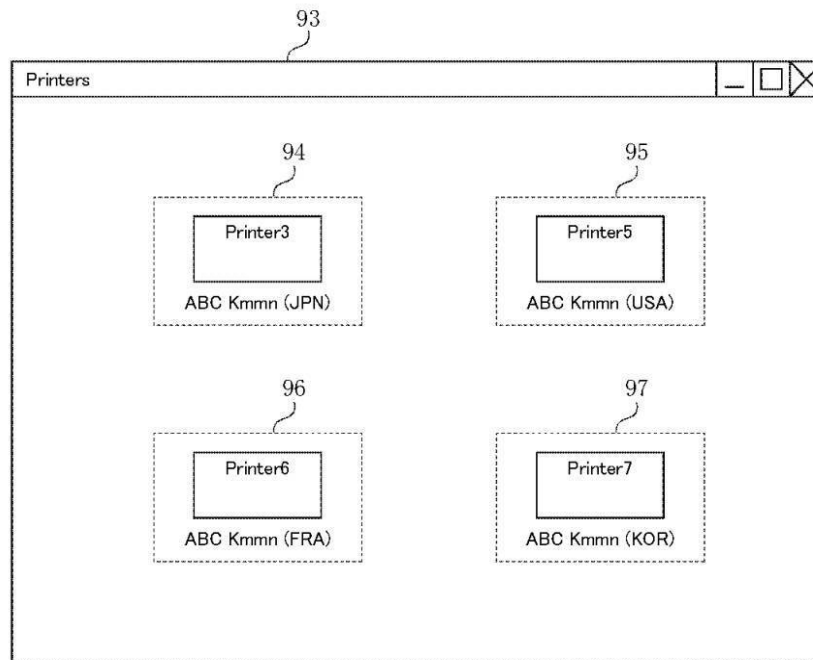 93
Printers
94
95
Printer3
Printer5
ABC Kmmn (JPN)
ABC Kmmn (USA)
96
97
Printer6
Printer7
ABC Kmmn (FRA)
ABC Kmmn (KOR)